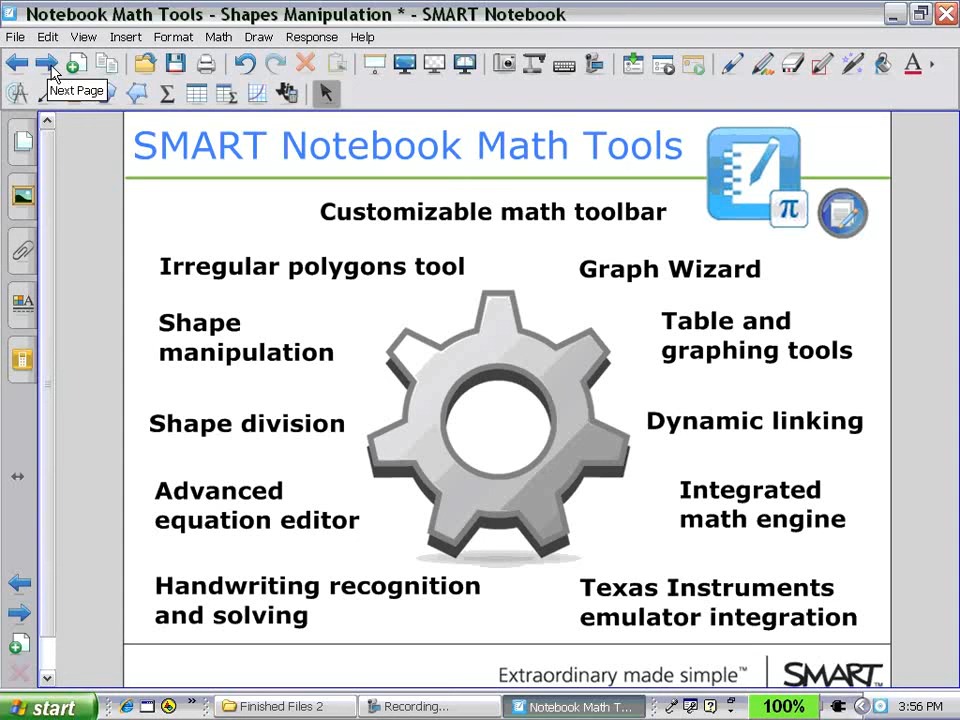 Notebook Math Tools - Shapes Manipulation * - SMART Notebook
File Edit View Insert Format Math Draw Response Help
Next Page
SMART Notebook Math Tools
π
Customizable math toolbar
Irregular polygons tool
Graph Wizard
Shape
manipulation
Table and
graphing tools
Shape division
Dynamic linking
Advanced
equation editor
Integrated
math engine
Handwriting recognition
and solving
Texas Instruments
emulator integration
Extraordinary made simple™
SMART
start
Finished Files 2
Recording...
Notebook Math T...
100%
3:56 PM